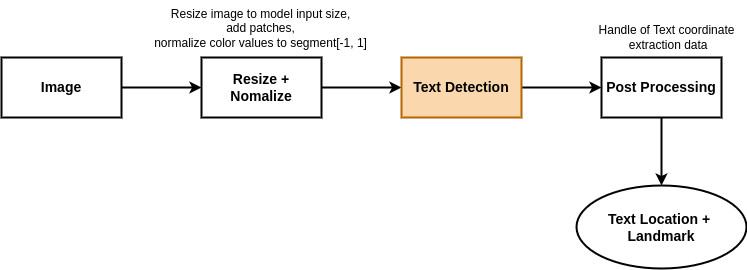 Resize image to model input size,
add patches,
normalize color values to segment[-1, 1]
Handle of Text coordinate
extraction data
Image
Resize +
Nomalize
Text Detection
Post Processing
Text Location +
Landmark